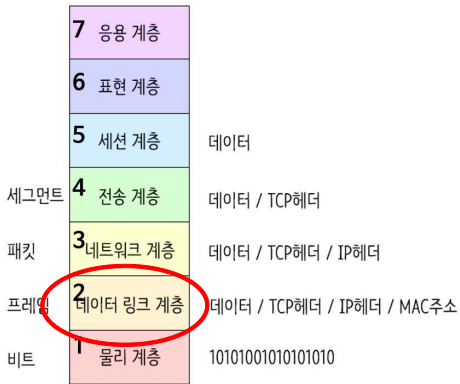 7 응용 계층
6 표현 계층
5 세션 계층 데이터
세그먼트 4 전송 계층 데이터 / TCP헤더
패킷 3 네트워크 계층 데이터 / TCP헤더 / IP헤더
프레임 2 데이터 링크 계층 데이터 / TCP헤더 / IP헤더 / MAC주소
비트 1 물리 계층 10101001010101010